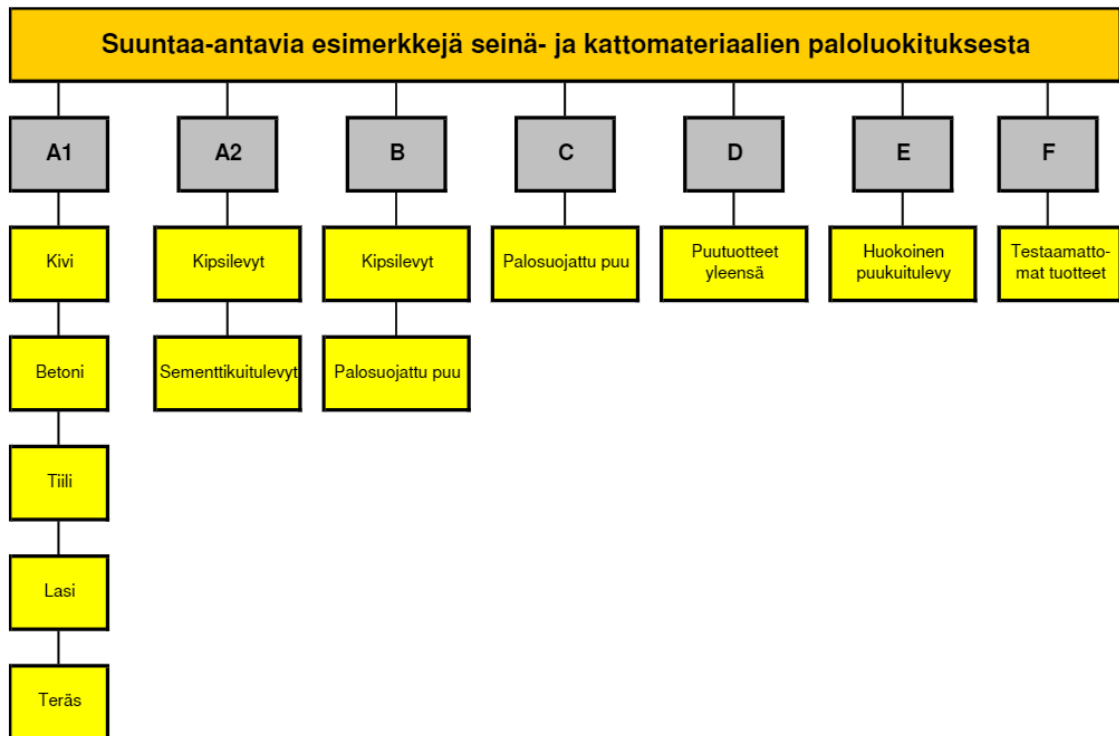 Suuntaa-antavia esimerkkejä seinä- ja kattomateriaalien paloluokituksesta
A1
A2
B
C
D
E
F
Kivi
Kipsilevyt
Kipsilevyt
Palosuojattu puu
Puutuotteet
yleensä
Huokoinen
puukuitulevy
Testaamatto-
mat tuotteet
Betoni
Sementtikuitulevyt
Palosuojattu puu
Tiili
Lasi
Teräs